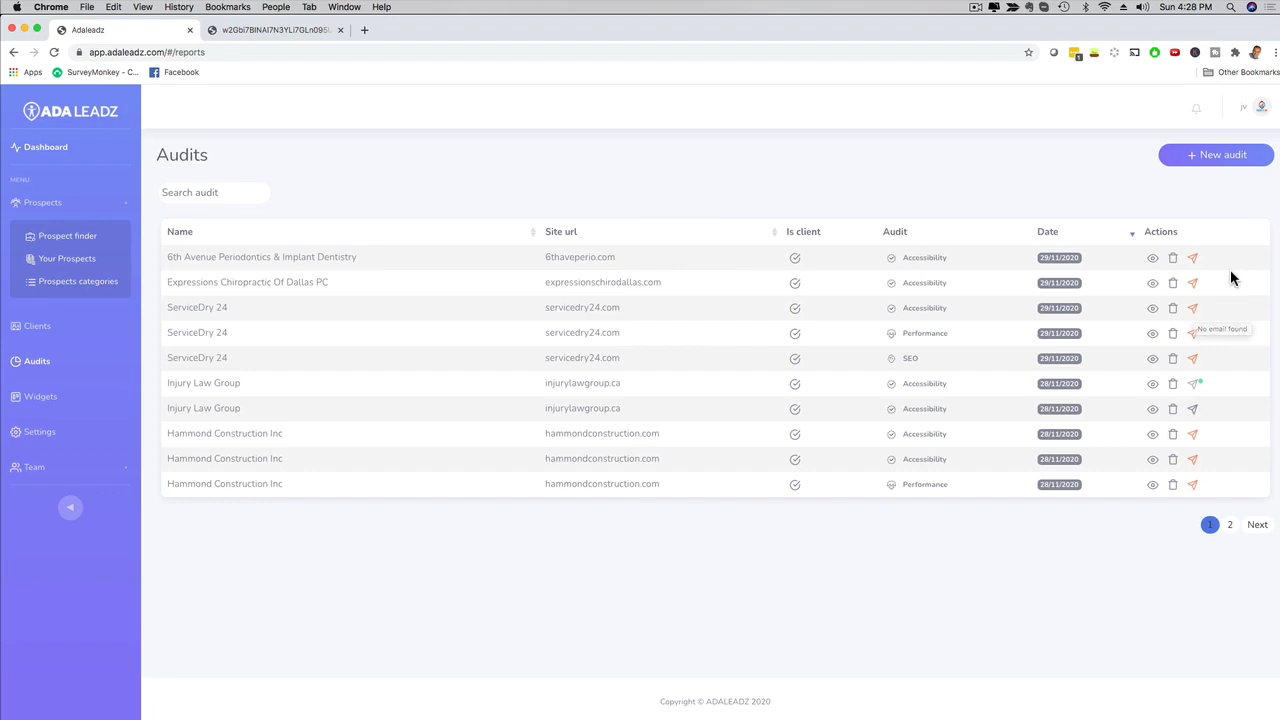 Chrome File Edit View History Bookmarks People Tab Window Help Sun 4:28 PM
Adaleadz
app.adaleadz.com/#/reports
Apps SurveyMonkey - C... Facebook Other Bookmarks
ADA LEADZ
jv
Dashboard
MENU
Prospects
Prospect finder
Your Prospects
Prospects categories
Clients
Audits
Widgets
Settings
Team
Audits
+ New audit
Search audit
Name Site url Is client Audit Date Actions
6th Avenue Periodontics & Implant Dentistry 6thaveperio.com Accessibility 29/11/2020
Expressions Chiropractic Of Dallas PC expressionschirodallas.com Accessibility 29/11/2020
ServiceDry 24 servicedry24.com Accessibility 29/11/2020
ServiceDry 24 servicedry24.com Performance 29/11/2020
No email found
ServiceDry 24 servicedry24.com SEO 29/11/2020
Injury Law Group injurylawgroup.ca Accessibility 28/11/2020
Injury Law Group injurylawgroup.ca Accessibility 28/11/2020
Hammond Construction Inc hammondconstruction.com Accessibility 28/11/2020
Hammond Construction Inc hammondconstruction.com Accessibility 28/11/2020
Hammond Construction Inc hammondconstruction.com Performance 28/11/2020
1 2 Next
Copyright © ADALEADZ 2020